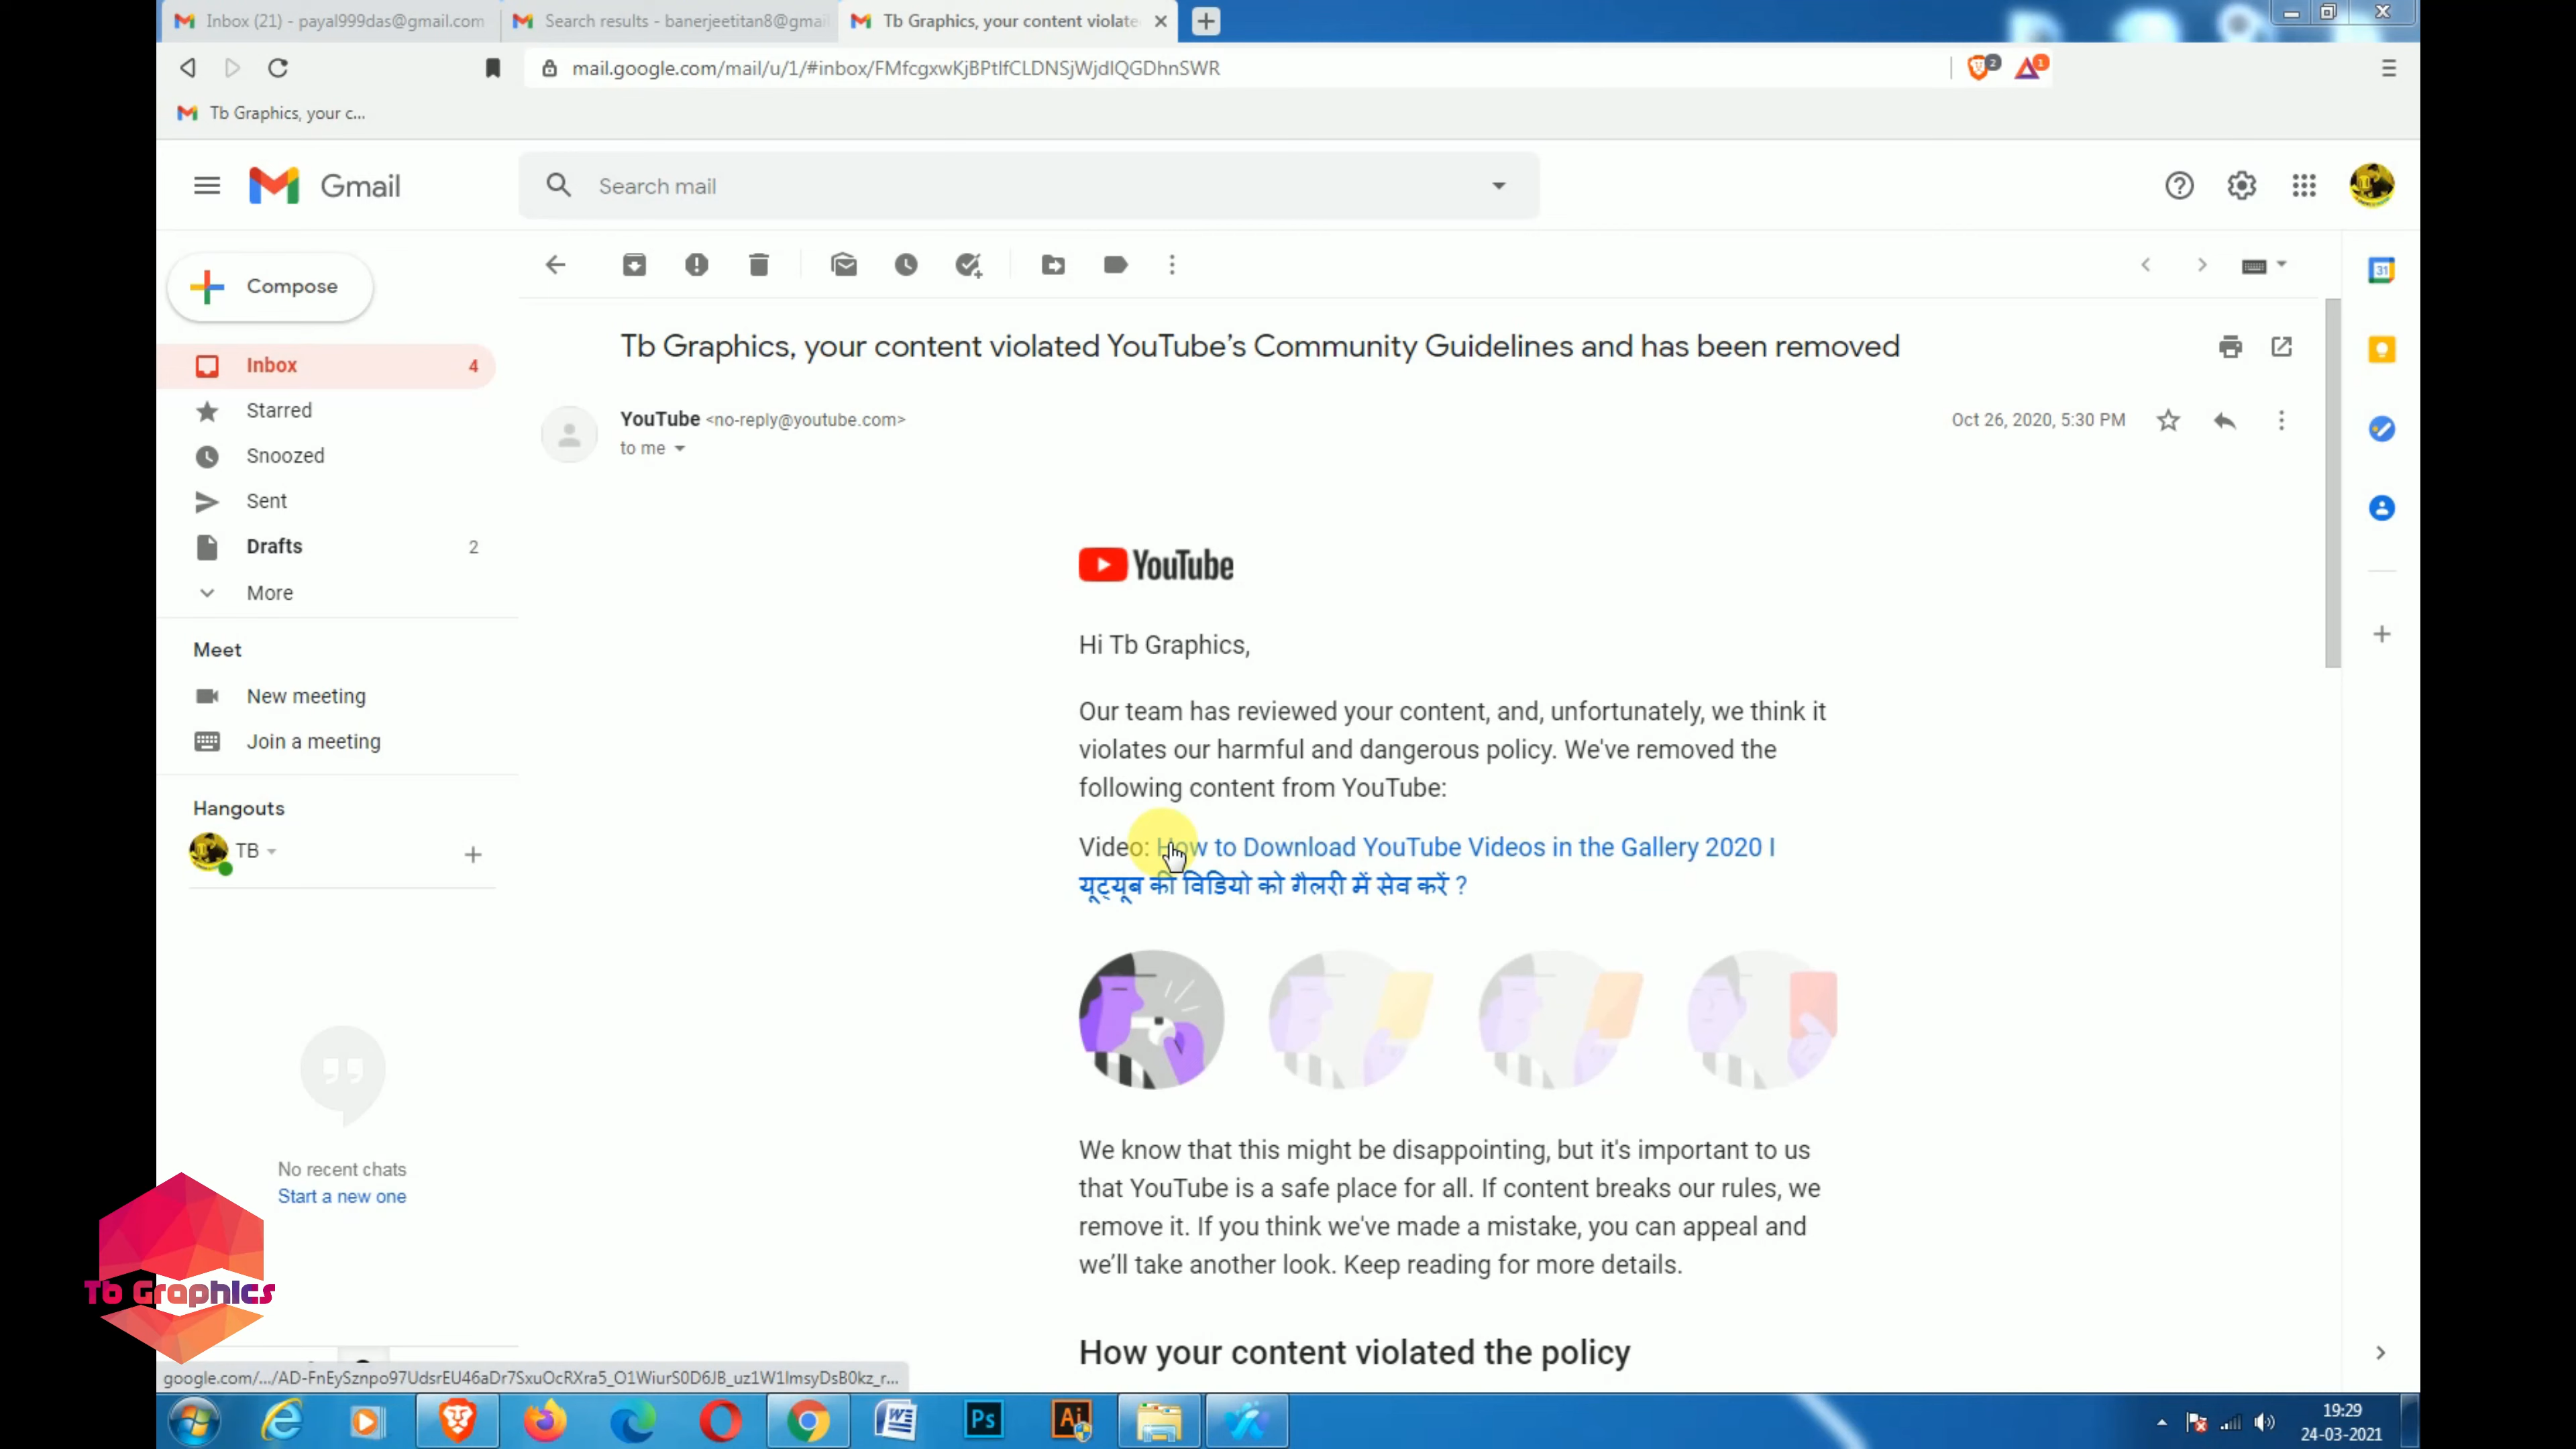 Inbox (21) - payal999das@gmail.com
Search results - banerjeetitan8@gmai
Tb Graphics, your content violate
mail.google.com/mail/u/1/#inbox/FMfcgxwKjBPtlfCLDNSjWjdlQGDhnSWR
2
1
Tb Graphics, your c...
Gmail
Search mail
Compose
Inbox 4
Starred
Snoozed
Sent
Drafts 2
More
Meet
New meeting
Join a meeting
Hangouts
TB
No recent chats
Start a new one
31
Tb Graphics, your content violated YouTube's Community Guidelines and has been removed
YouTube <no-reply@youtube.com>
to me
Oct 26, 2020, 5:30 PM
YouTube
Hi Tb Graphics,
Our team has reviewed your content, and, unfortunately, we think it
violates our harmful and dangerous policy. We've removed the
following content from YouTube:
Video: How to Download YouTube Videos in the Gallery 2020 I
यूट्यूब की विडियो को गैलरी में सेव करें ?
We know that this might be disappointing, but it's important to us
that YouTube is a safe place for all. If content breaks our rules, we
remove it. If you think we've made a mistake, you can appeal and
we'll take another look. Keep reading for more details.
How your content violated the policy
Tb Graphics
google.com/.../AD-FnEySznpo97UdsrEU46aDr7SxuOcRXra5_O1WiurS0D6JB_uz1W1ImsyDsB0kz_r...
W
Ps
Ai
19:29
24-03-2021